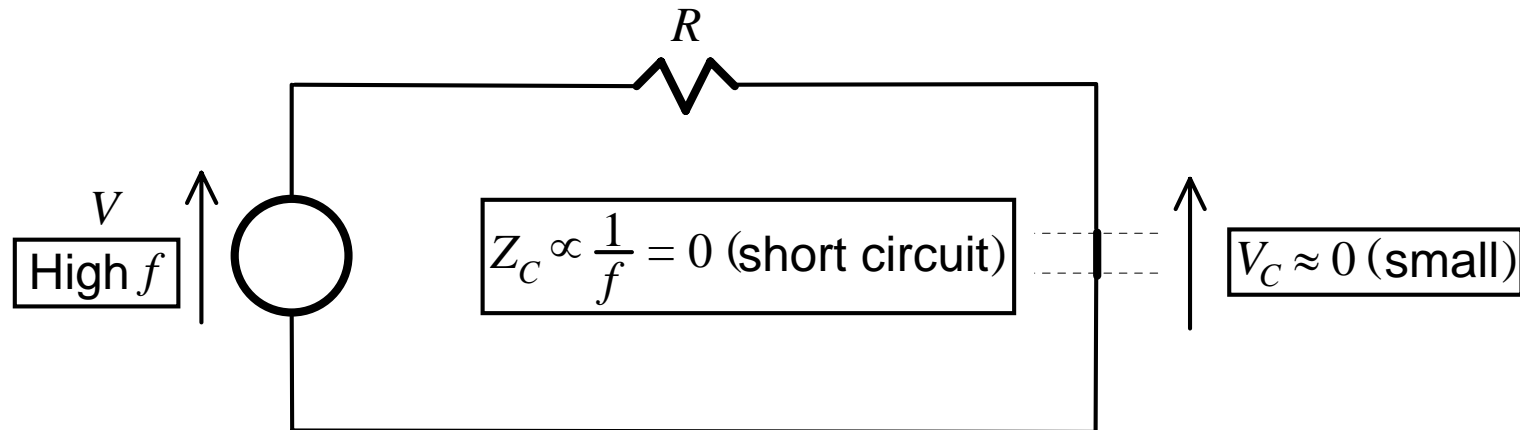 R
V
High f
Z_C ∝ 1/f = 0 (short circuit)
V_C ≈ 0 (small)